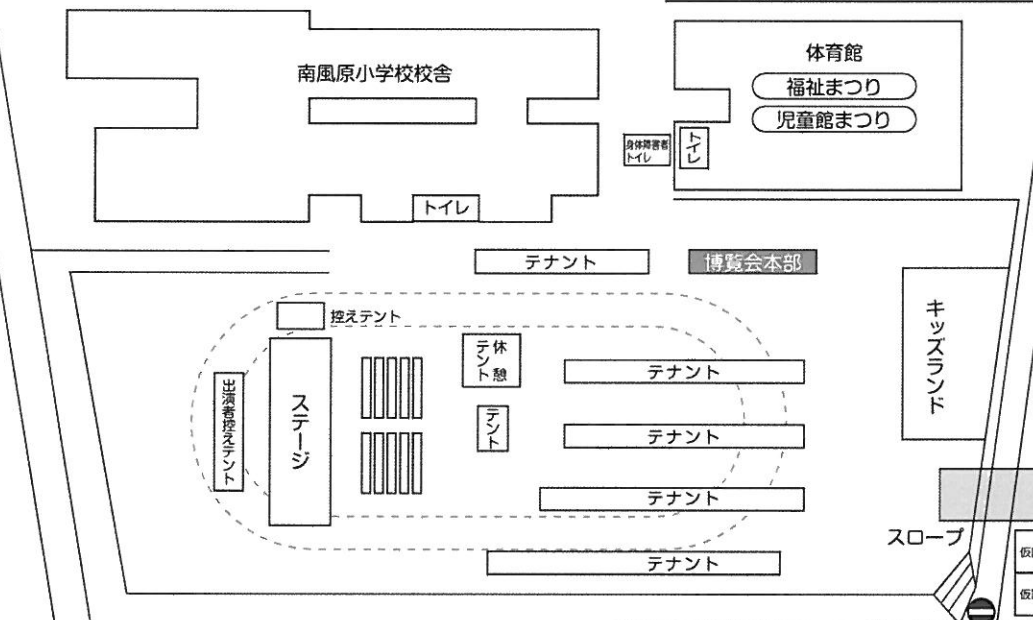 南風原小学校校舎
体育館
福祉まつり
児童館まつり
身体障害者
トイレ
トイレ
トイレ
テナント
博覧会本部
控えテント
休憩
テント
テナント
キッズランド
出演者控えテント
ステージ
テント
テナント
テナント
スロープ
テナント